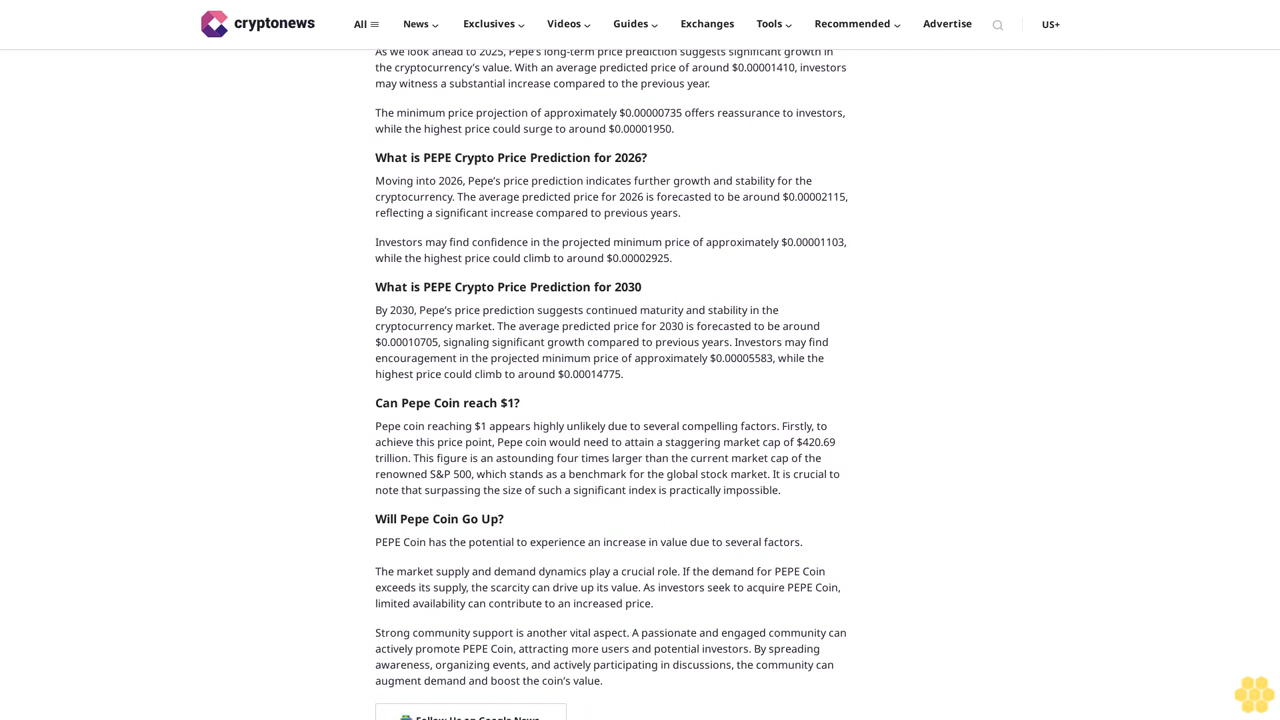 cryptonews
All
News
Exclusives
Videos
Guides
Exchanges
Tools
Recommended
Advertise
US+
As we look ahead to 2025, Pepe’s long-term price prediction suggests significant growth in
the cryptocurrency’s value. With an average predicted price of around $0.00001410, investors
may witness a substantial increase compared to the previous year.
The minimum price projection of approximately $0.00000735 offers reassurance to investors,
while the highest price could surge to around $0.00001950.
What is PEPE Crypto Price Prediction for 2026?
Moving into 2026, Pepe’s price prediction indicates further growth and stability for the
cryptocurrency. The average predicted price for 2026 is forecasted to be around $0.00002115,
reflecting a significant increase compared to previous years.
Investors may find confidence in the projected minimum price of approximately $0.00001103,
while the highest price could climb to around $0.00002925.
What is PEPE Crypto Price Prediction for 2030
By 2030, Pepe’s price prediction suggests continued maturity and stability in the
cryptocurrency market. The average predicted price for 2030 is forecasted to be around
$0.00010705, signaling significant growth compared to previous years. Investors may find
encouragement in the projected minimum price of approximately $0.00005583, while the
highest price could climb to around $0.00014775.
Can Pepe Coin reach $1?
Pepe coin reaching $1 appears highly unlikely due to several compelling factors. Firstly, to
achieve this price point, Pepe coin would need to attain a staggering market cap of $420.69
trillion. This figure is an astounding four times larger than the current market cap of the
renowned S&P 500, which stands as a benchmark for the global stock market. It is crucial to
note that surpassing the size of such a significant index is practically impossible.
Will Pepe Coin Go Up?
PEPE Coin has the potential to experience an increase in value due to several factors.
The market supply and demand dynamics play a crucial role. If the demand for PEPE Coin
exceeds its supply, the scarcity can drive up its value. As investors seek to acquire PEPE Coin,
limited availability can contribute to an increased price.
Strong community support is another vital aspect. A passionate and engaged community can
actively promote PEPE Coin, attracting more users and potential investors. By spreading
awareness, organizing events, and actively participating in discussions, the community can
augment demand and boost the coin’s value.
Follow Us on Google News